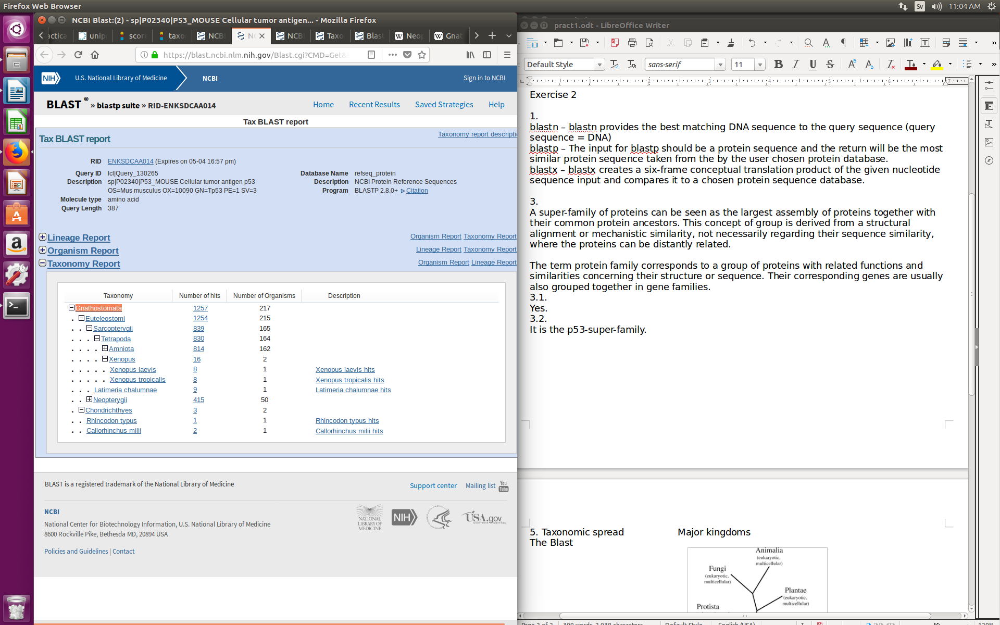 Firefox Web Browser
Sv
11:04 AM
NCBI Blast:(2) - sp|P02340|P53_MOUSE Cellular tumor antigen... - Mozilla Firefox
actica
unip
score
taxo
NCB
NC
NCB
Taxo
Blast
Neop
Gnat
https://blast.ncbi.nlm.nih.gov/Blast.cgi?CMD=Get&
NIH
U.S. National Library of Medicine
NCBI
Sign in to NCBI
BLAST ® » blastp suite » RID-ENKSDCAA014
Home
Recent Results
Saved Strategies
Help
Tax BLAST report
Tax BLAST report
Taxonomy report descriptio
RID ENKSDCAA014 (Expires on 05-04 16:57 pm)
Query ID lcl|Query_130265
Description sp|P02340|P53_MOUSE Cellular tumor antigen p53
OS=Mus musculus OX=10090 GN=Tp53 PE=1 SV=3
Molecule type amino acid
Query Length 387
Database Name refseq_protein
Description NCBI Protein Reference Sequences
Program BLASTP 2.8.0+ Citation
Lineage Report
Organism Report Taxonomy Report
Organism Report
Lineage Report Taxonomy Report
Taxonomy Report
Organism Report Lineage Report
Taxonomy Number of hits Number of Organisms Description
Gnathostomata 1257 217
. Euteleostomi 1254 215
. . Sarcopterygii 839 165
. . . Tetrapoda 830 164
. . . . Amniota 814 162
. . . . Xenopus 16 2
. . . . . Xenopus laevis 8 1 Xenopus laevis hits
. . . . . Xenopus tropicalis 8 1 Xenopus tropicalis hits
. . . Latimeria chalumnae 9 1 Latimeria chalumnae hits
. . Neopterygii 415 50
. Chondrichthyes 3 2
. . Rhincodon typus 1 1 Rhincodon typus hits
. . Callorhinchus milii 2 1 Callorhinchus milii hits
BLAST is a registered trademark of the National Library of Medicine
Support center
Mailing list
You Tube
NCBI
National Center for Biotechnology Information, U.S. National Library of Medicine
8600 Rockville Pike, Bethesda MD, 20894 USA
Policies and Guidelines | Contact
NATIONAL
LIBRARY OF
MEDICINE
NIH
USA.gov
pract1.odt - LibreOffice Writer
Default Style
sans-serif
11
1 2 3 4 5 6 7
Exercise 2
1.
blastn – blastn provides the best matching DNA sequence to the query sequence (query
sequence = DNA)
blastp – The input for blastp should be a protein sequence and the return will be the most
similar protein sequence taken from the by the user chosen protein database.
blastx – blastx creates a six-frame conceptual translation product of the given nucleotide
sequence input and compares it to a chosen protein sequence database.
3.
A super-family of proteins can be seen as the largest assembly of proteins together with
their common protein ancestors. This concept of group is derived from a structural
alignment or mechanistic similarity, not necessarily regarding their sequence similarity,
where the proteins can be distantly related.
The term protein family corresponds to a group of proteins with related functions and
similarities concerning their structure or sequence. Their corresponding genes are usually
also grouped together in gene families.
3.1.
Yes.
3.2.
It is the p53-super-family.
5. Taxonomic spread
Major kingdoms
The Blast
Animalia
(eukaryotic,
multicellular)
Fungi
(eukaryotic,
multicellular)
Plantae
(eukaryotic,
multicellular)
Protista